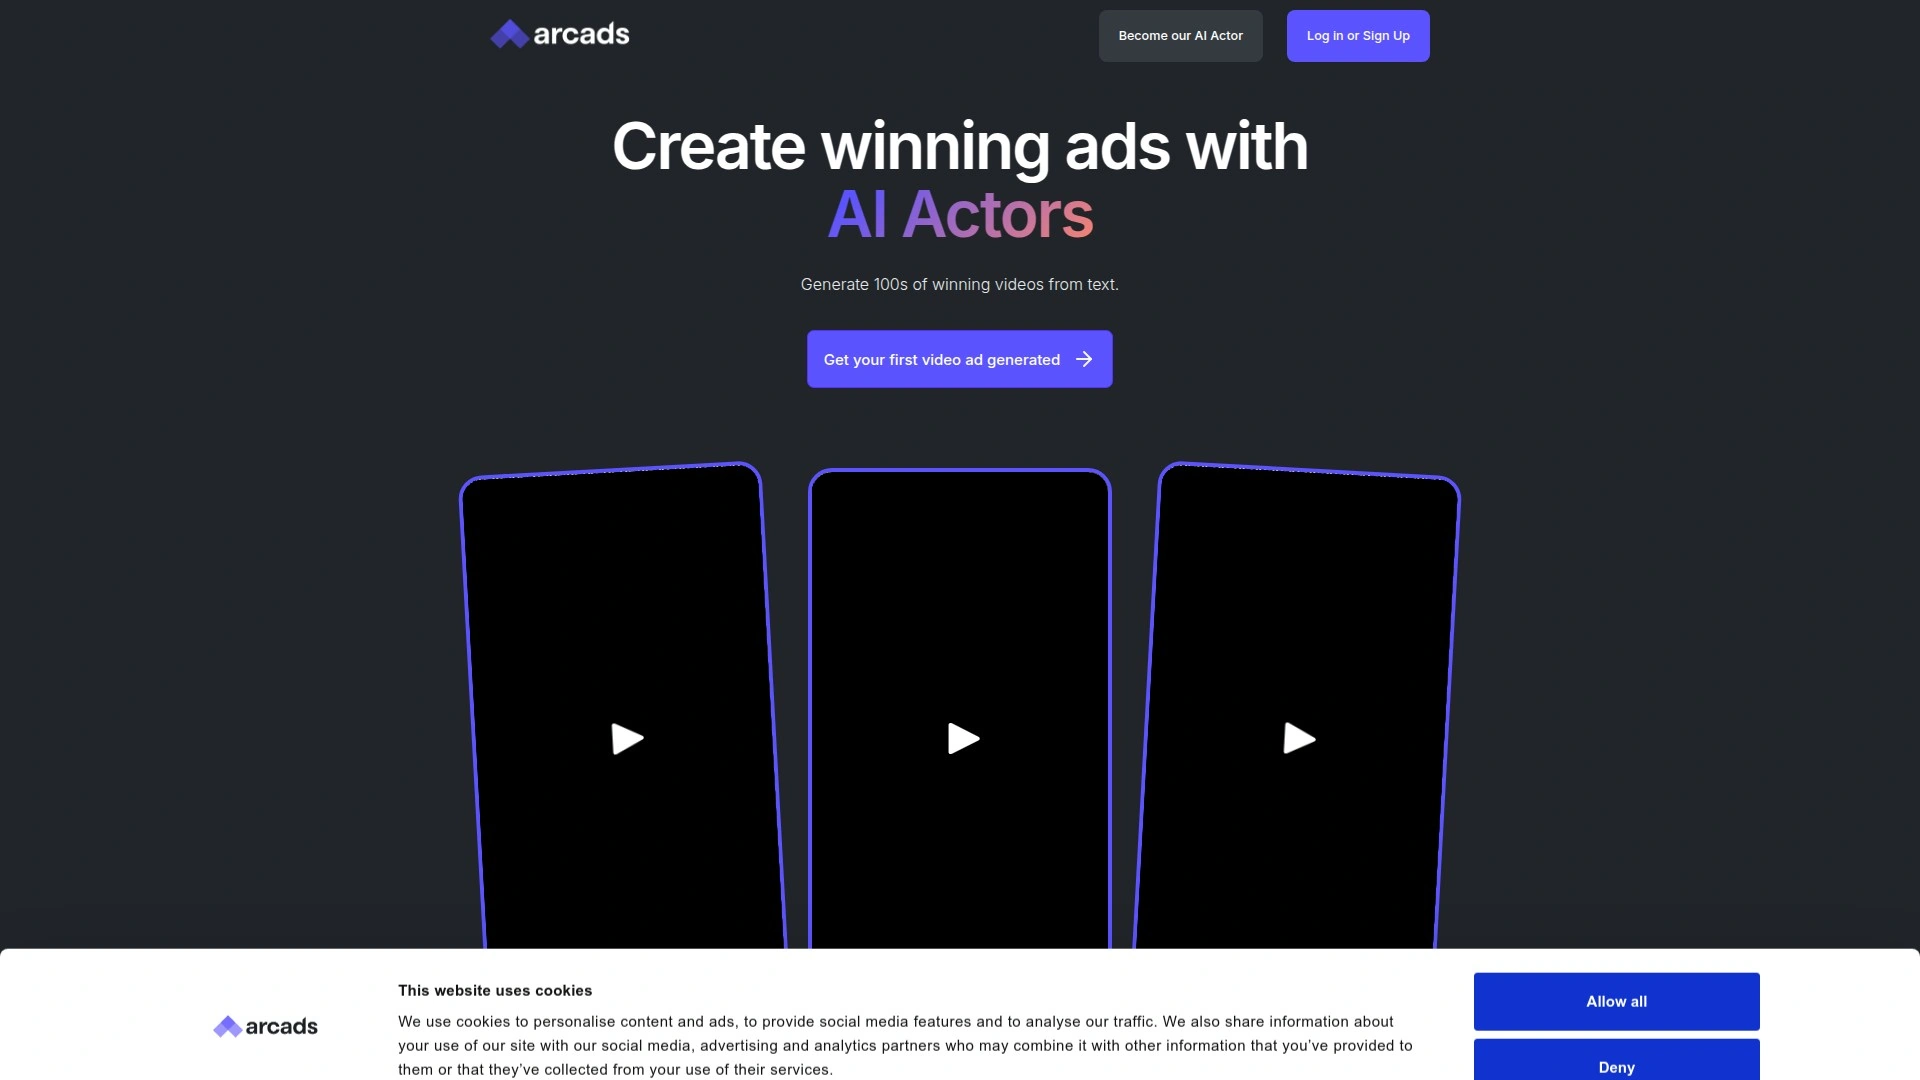 arcads
Become our AI Actor
Log in or Sign Up
Create winning ads with
AI Actors
Generate 100s of winning videos from text.
Get your first video ad generated
arcads
This website uses cookies
We use cookies to personalise content and ads, to provide social media features and to analyse our traffic. We also share information about
your use of our site with our social media, advertising and analytics partners who may combine it with other information that you’ve provided to
them or that they’ve collected from your use of their services.
Allow all
Deny